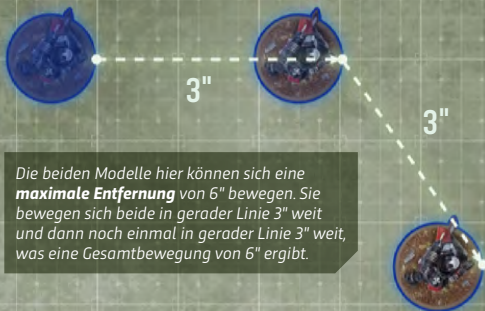 3"
3"
Die beiden Modelle hier können sich eine
maximale Entfernung von 6" bewegen. Sie
bewegen sich beide in gerader Linie 3" weit
und dann noch einmal in gerader Linie 3" weit,
was eine Gesamtbewegung von 6" ergibt.